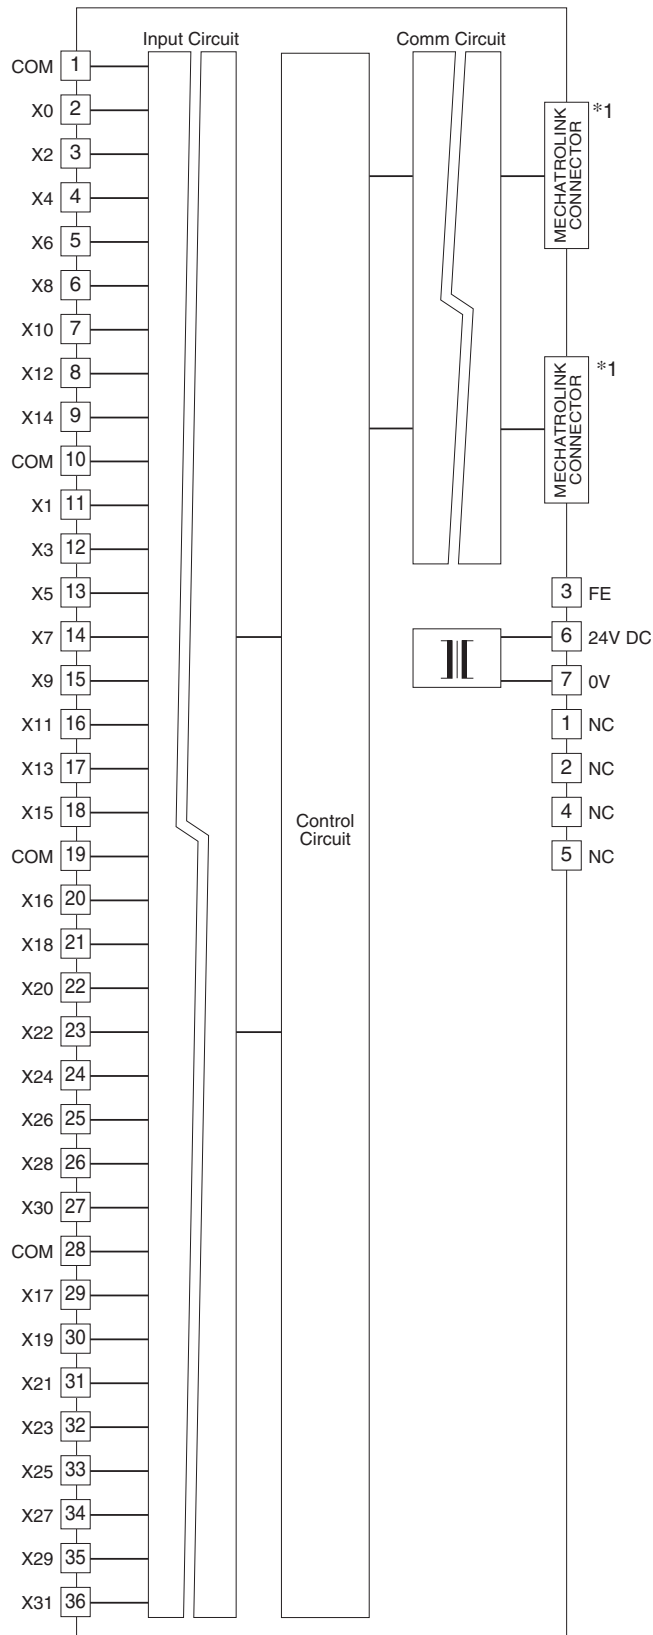 Input Circuit
Comm Circuit
COM 1
X0 2
X2 3
X4 4
X6 5
X8 6
X10 7
X12 8
X14 9
COM 10
X1 11
X3 12
X5 13
X7 14
X9 15
X11 16
X13 17
X15 18
COM 19
X16 20
X18 21
X20 22
X22 23
X24 24
X26 25
X28 26
X30 27
COM 28
X17 29
X19 30
X21 31
X23 32
X25 33
X27 34
X29 35
X31 36
Control
Circuit
MECHATROLINK
CONNECTOR
*1
MECHATROLINK
CONNECTOR
*1
3 FE
6 24V DC
7 0V
1 NC
2 NC
4 NC
5 NC